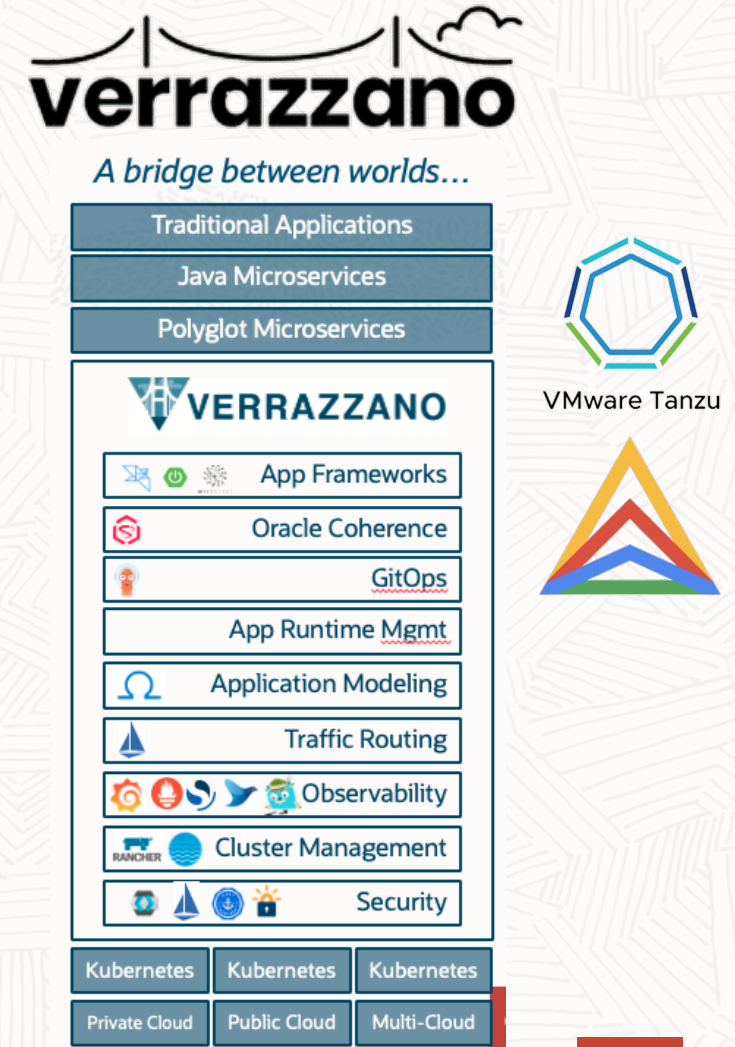 verrazzano
A bridge between worlds...
Traditional Applications
Java Microservices
Polyglot Microservices
VERRAZZANO
VMware Tanzu
App Frameworks
Oracle Coherence
GitOps
App Runtime Mgmt
Application Modeling
Traffic Routing
Observability
RANCHER Cluster Management
Security
Kubernetes Kubernetes Kubernetes
Private Cloud Public Cloud Multi-Cloud